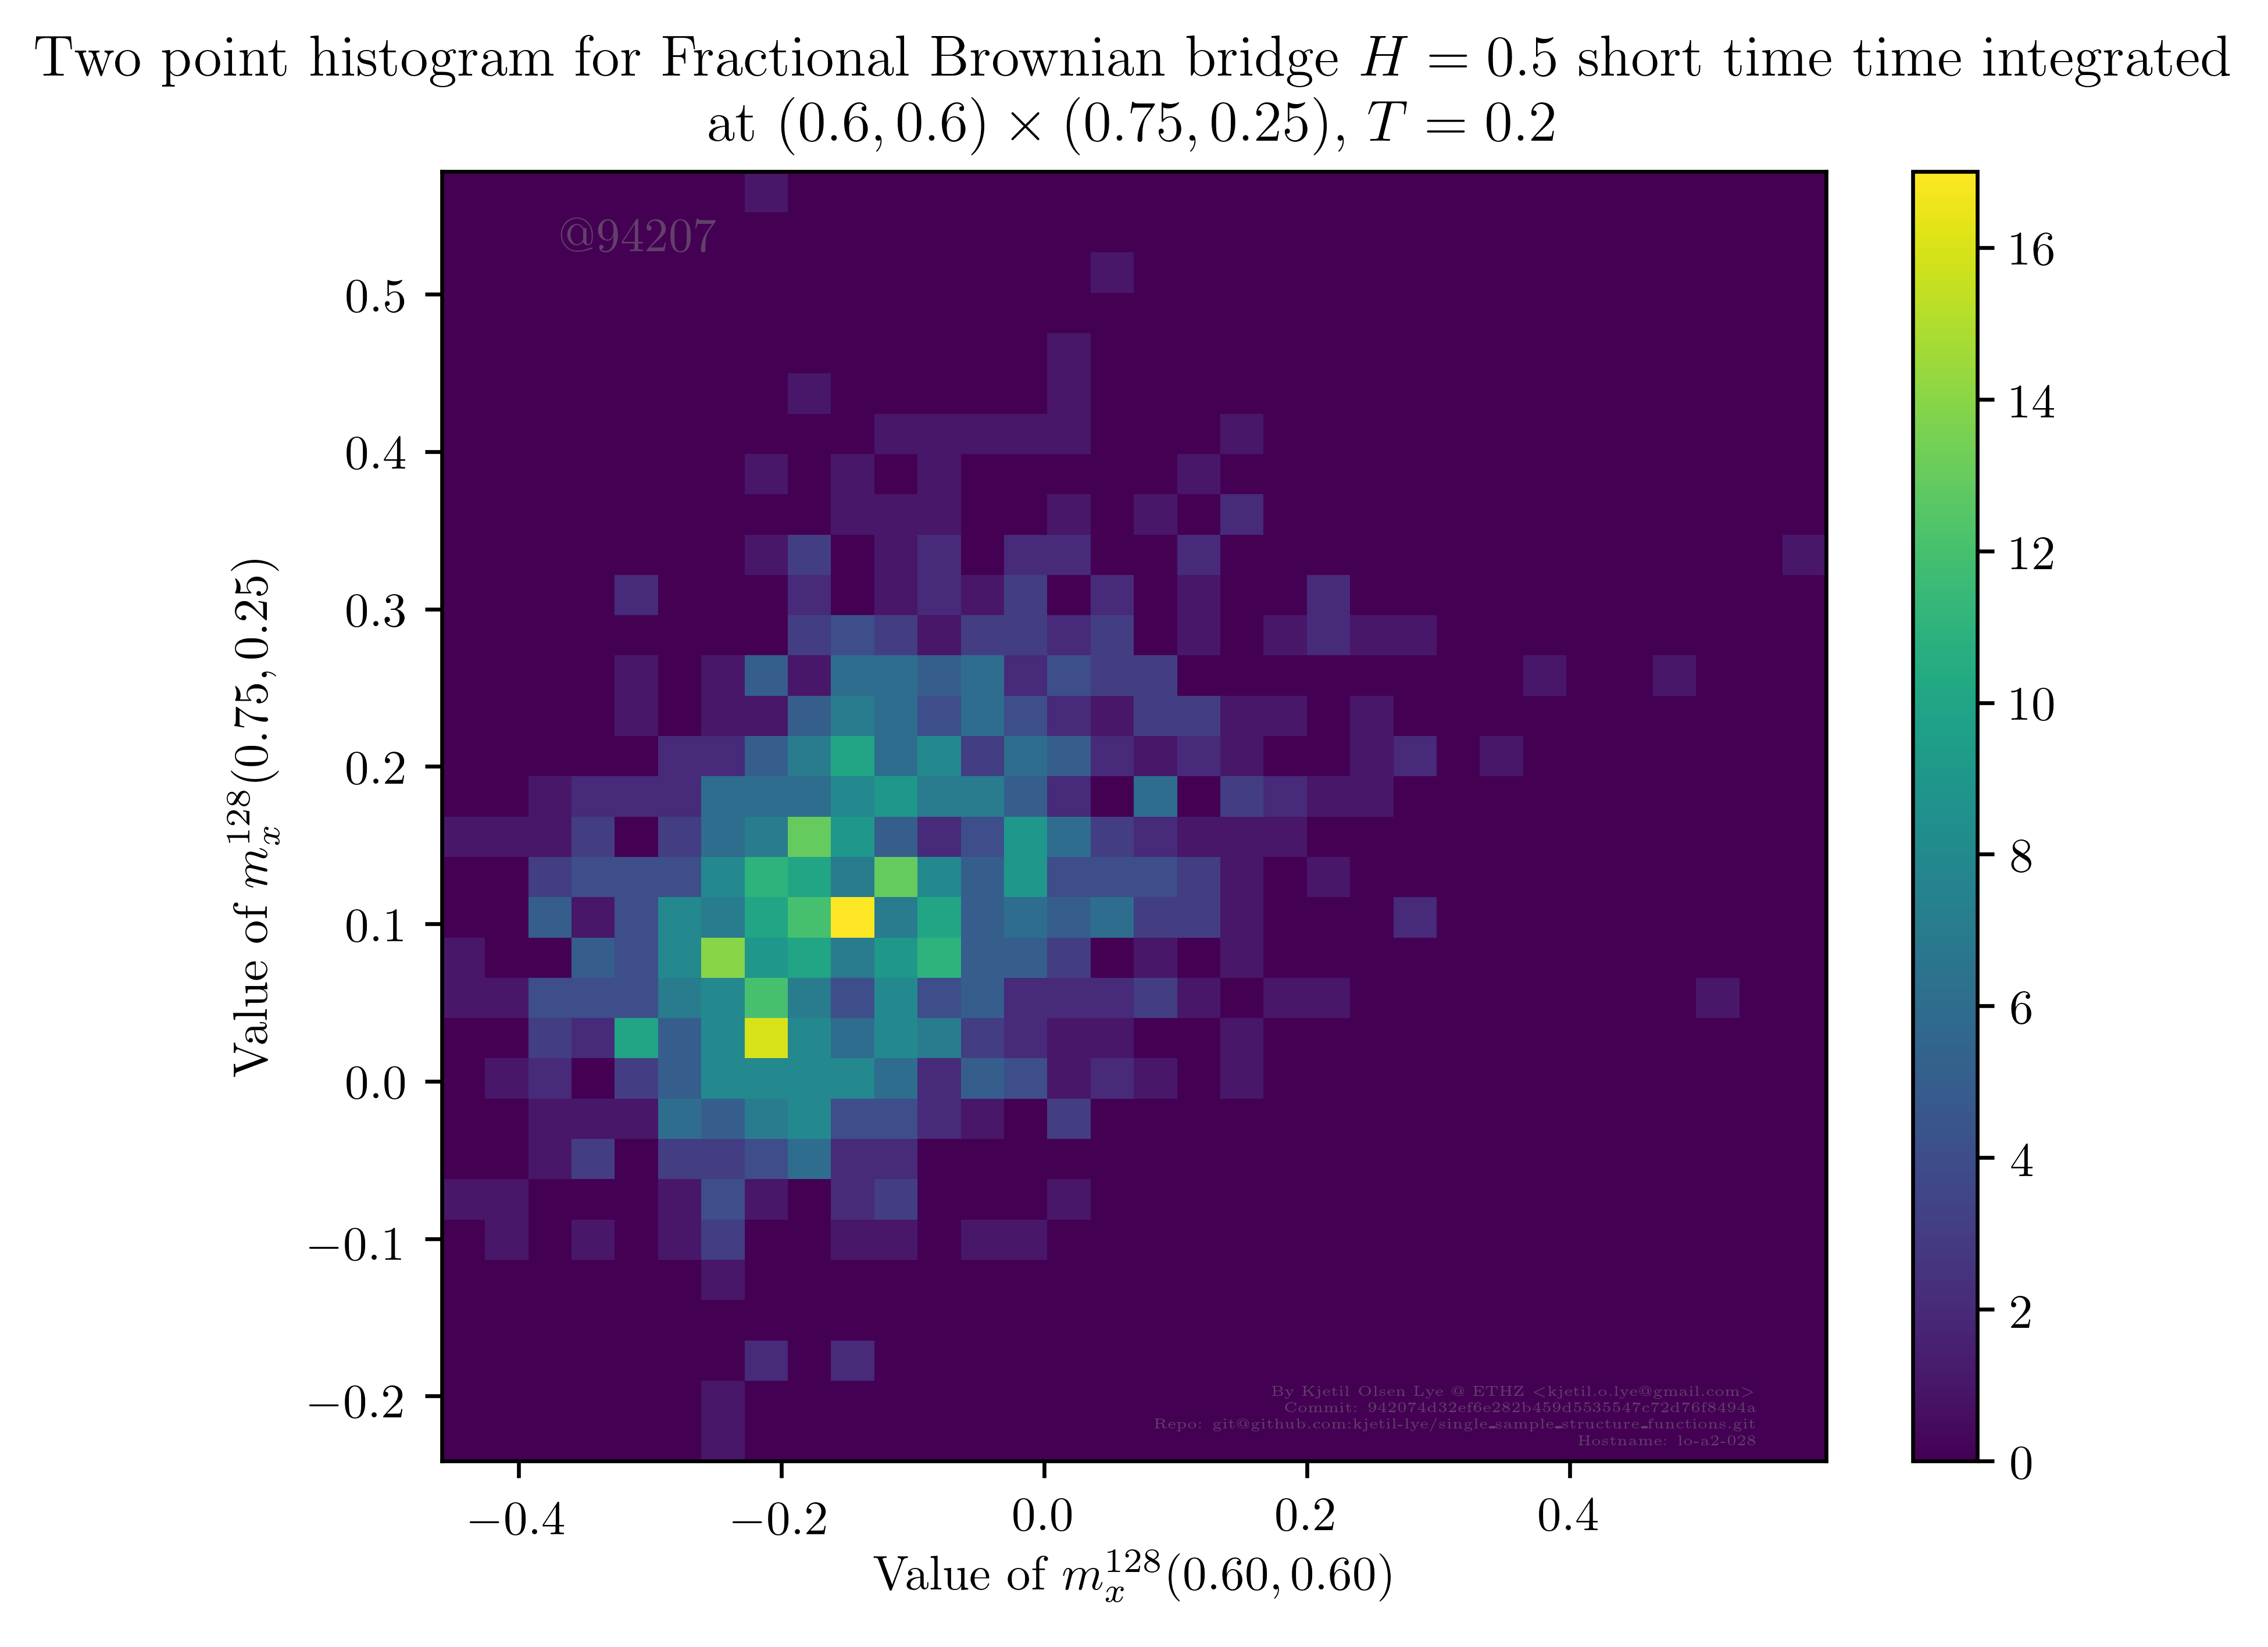 Two point histogram for Fractional Brownian bridge H = 0.5 short time time integrated
at (0.6, 0.6) × (0.75, 0.25), T = 0.2
@94207
0.5
0.4
0.3
0.2
0.1
0.0
−0.1
−0.2
Value of m_x^{128}(0.75, 0.25)
−0.4
−0.2
0.0
0.2
0.4
Value of m_x^{128}(0.60, 0.60)
16
14
12
10
8
6
4
2
0
By Kjetil Olsen Lye @ ETHZ <kjetil.o.lye@gmail.com>
Commit: 942074d32ef6e282b459d5535547c72d76f8494a
Repo: git@github.com:kjetil-lye/single_sample_structure_functions.git
Hostname: lo-a2-028